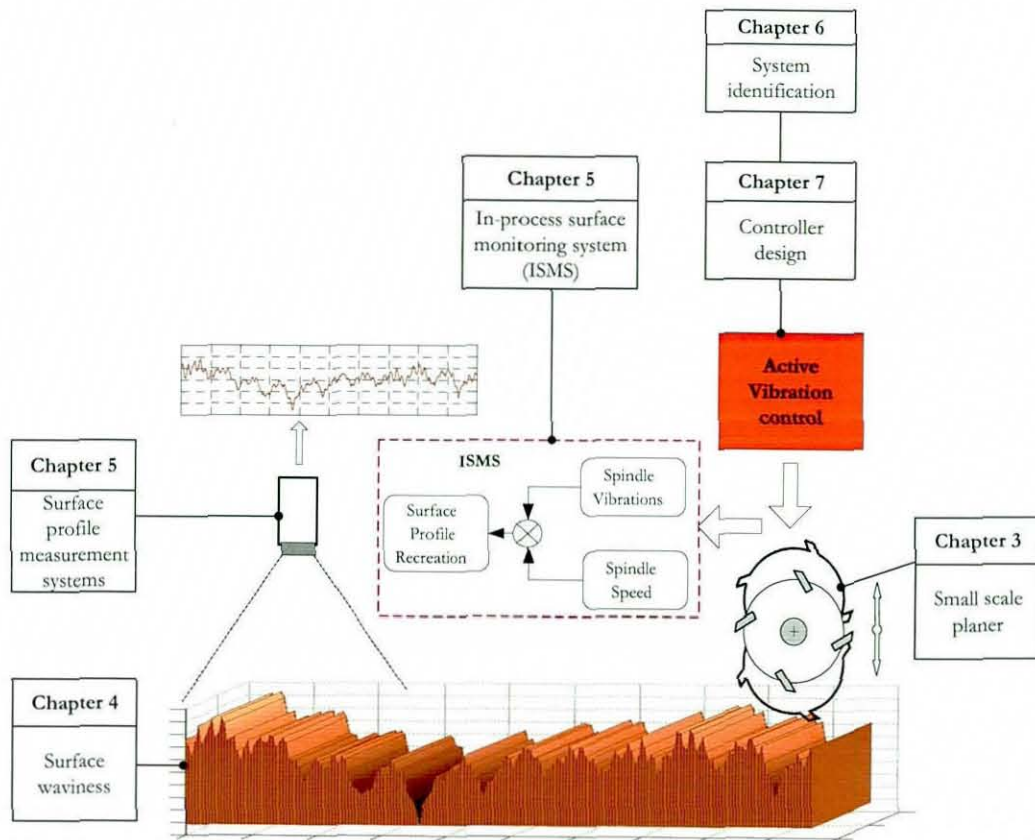 Chapter 6
System
identification
Chapter 5
In-process surface
monitoring system
(ISMS)
Chapter 7
Controller
design
Active
Vibration
control
Chapter 5
Surface
profile
measurement
systems
ISMS
Surface
Profile
Recreation
Spindle
Vibrations
Spindle
Speed
Chapter 3
Small scale
planer
Chapter 4
Surface
waviness